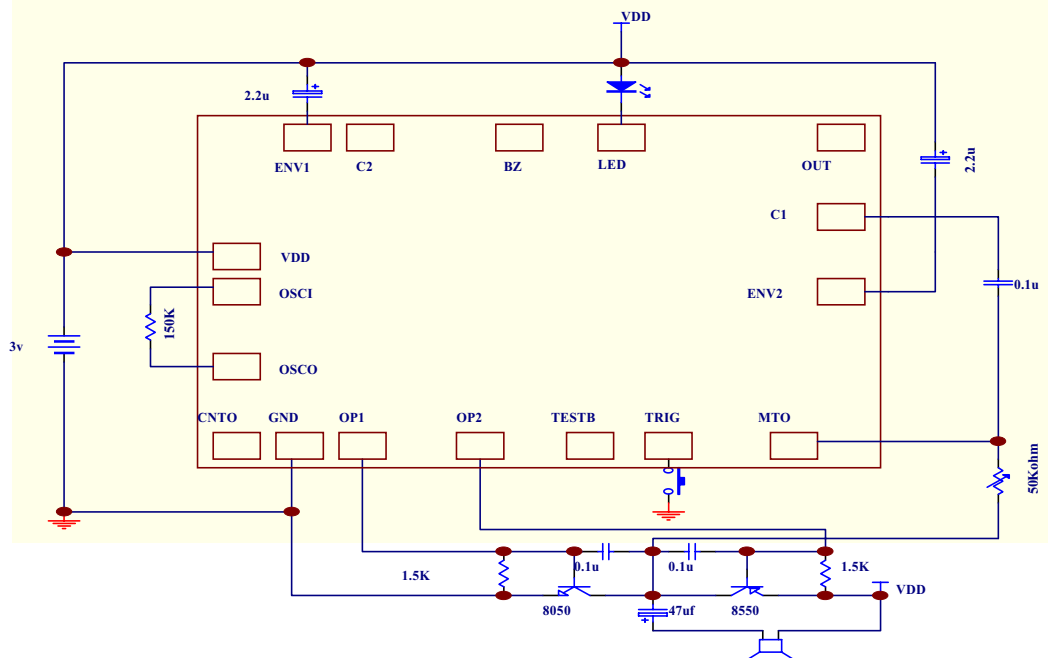 VDD
2.2u
ENV1
C2
BZ
LED
OUT
2.2u
C1
VDD
OSCI
ENV2
0.1u
150K
3v
OSCO
CNTO
GND
OP1
OP2
TESTB
TRIG
MTO
50Kohm
1.5K
0.1u
0.1u
1.5K
VDD
8050
47uf
8550